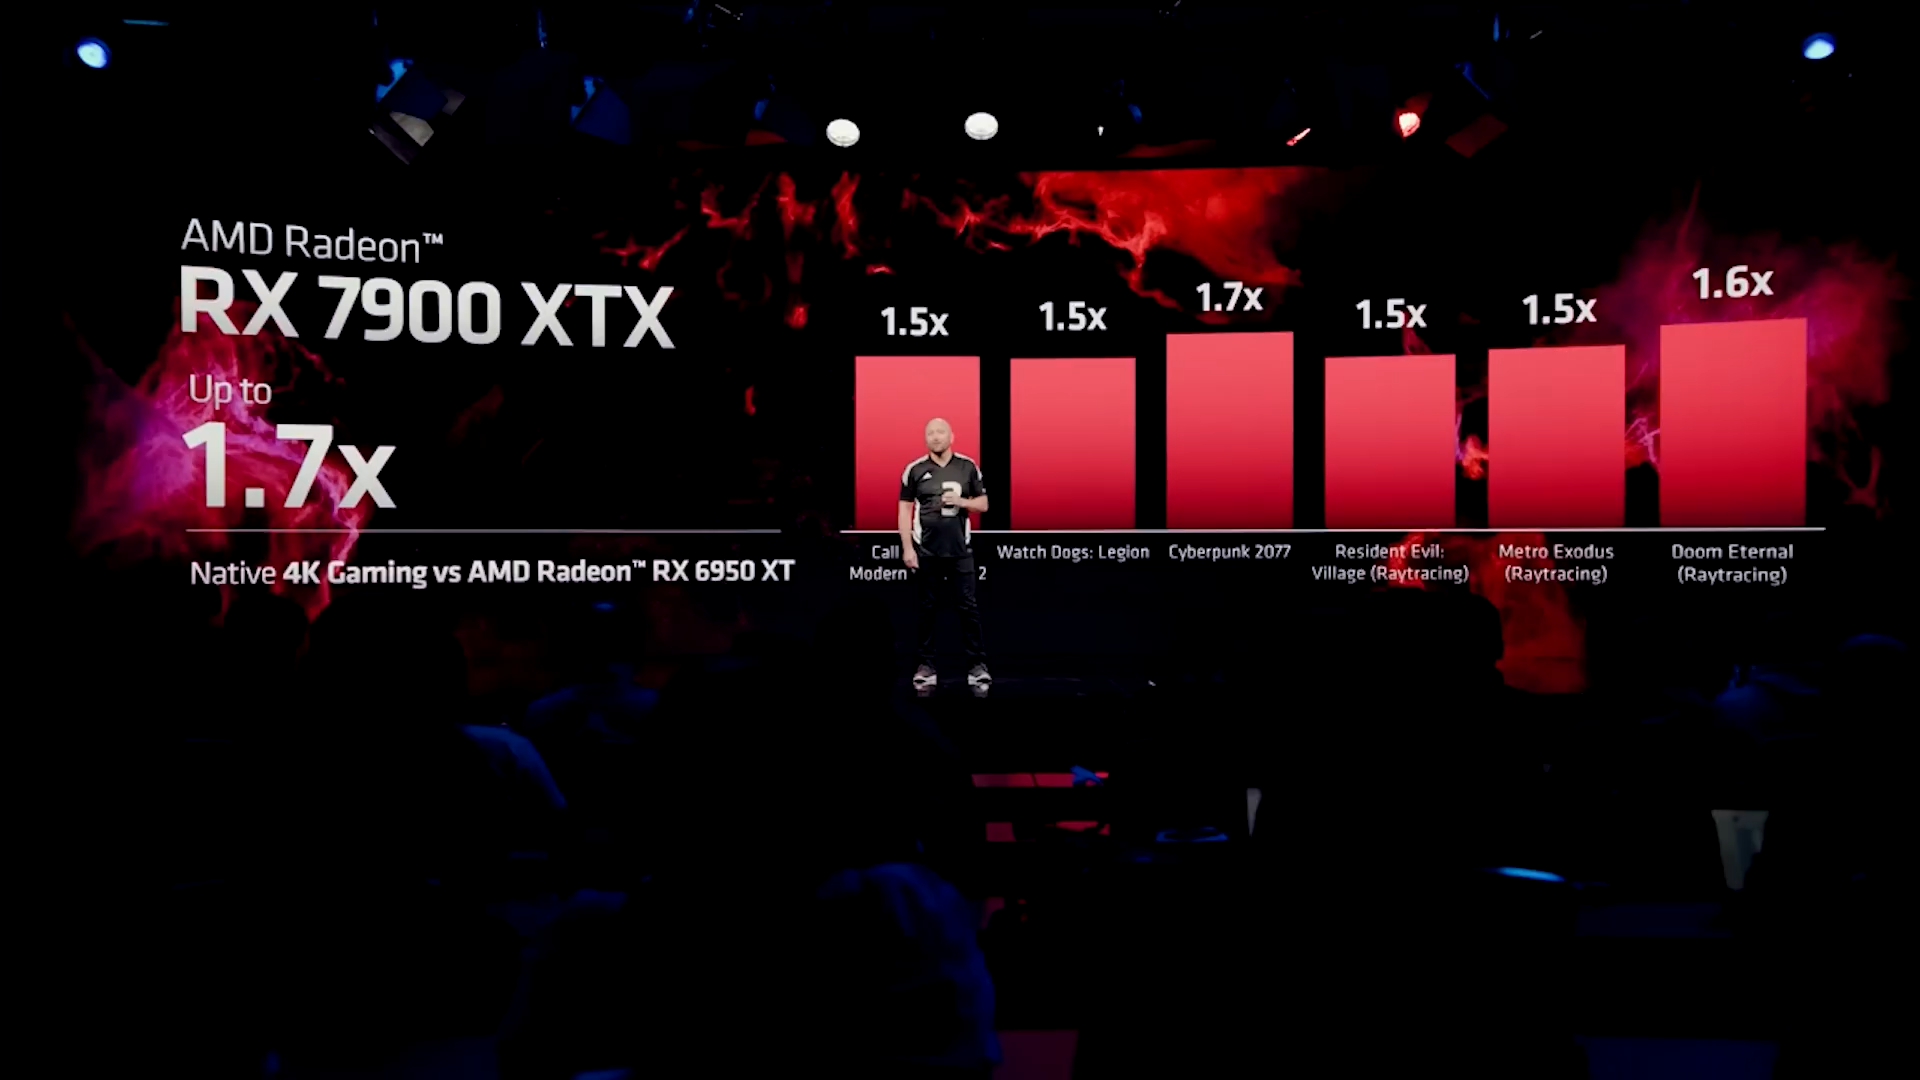 AMD Radeon™
RX 7900 XTX
Up to
1.7x
Native 4K Gaming vs AMD Radeon™ RX 6950 XT
1.5x
1.5x
1.7x
1.5x
1.5x
1.6x
Call
Modern 2
Watch Dogs: Legion
Cyberpunk 2077
Resident Evil:
Village (Raytracing)
Metro Exodus
(Raytracing)
Doom Eternal
(Raytracing)
3